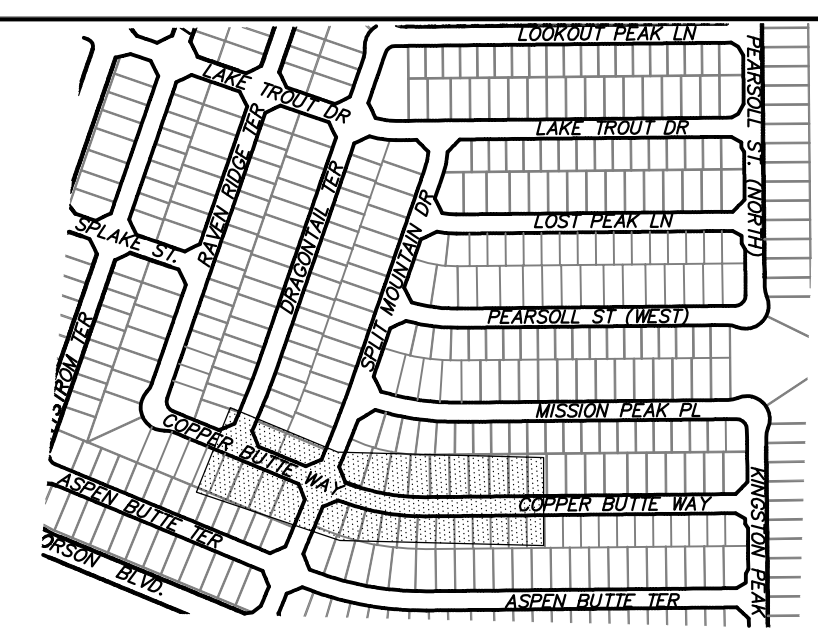 LOOKOUT PEAK LN
PEARSOLL ST. (NORTH)
LAKE TROUT DR
LAKE TROUT DR
RAVEN RIDGE TER
DRAGONTAIL TER
SPLIT MOUNTAIN DR
LOST PEAK LN
SPLAKE ST.
PEARSOLL ST (WEST)
MISSION PEAK PL
COPPER BUTTE WAY
COPPER BUTTE WAY
KINGSTON PEAK
ASPEN BUTTE TER
ASPEN BUTTE TER
BLVD.